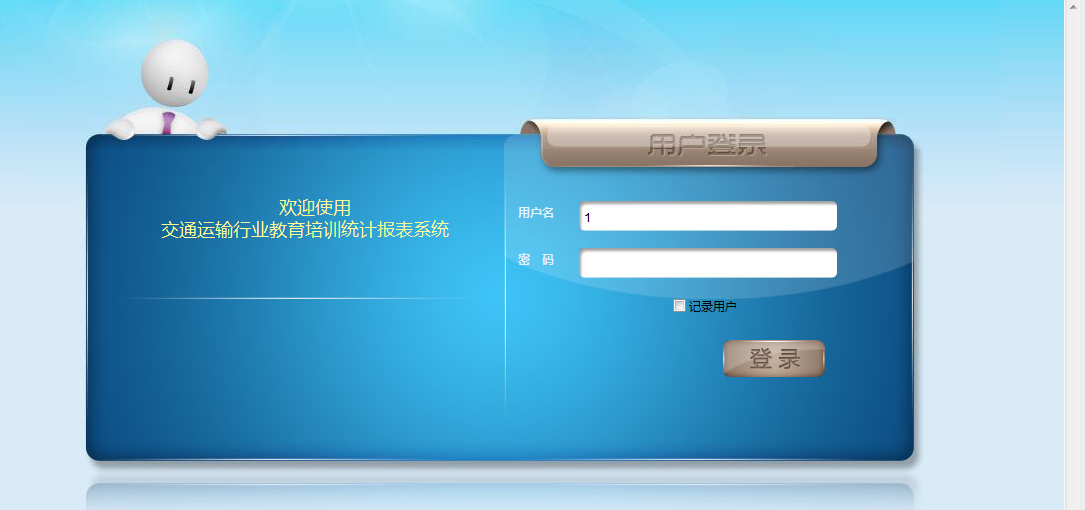 用户登录
欢迎使用
交通运输行业教育培训统计报表系统
用户名
1
密 码
记录用户
登 录